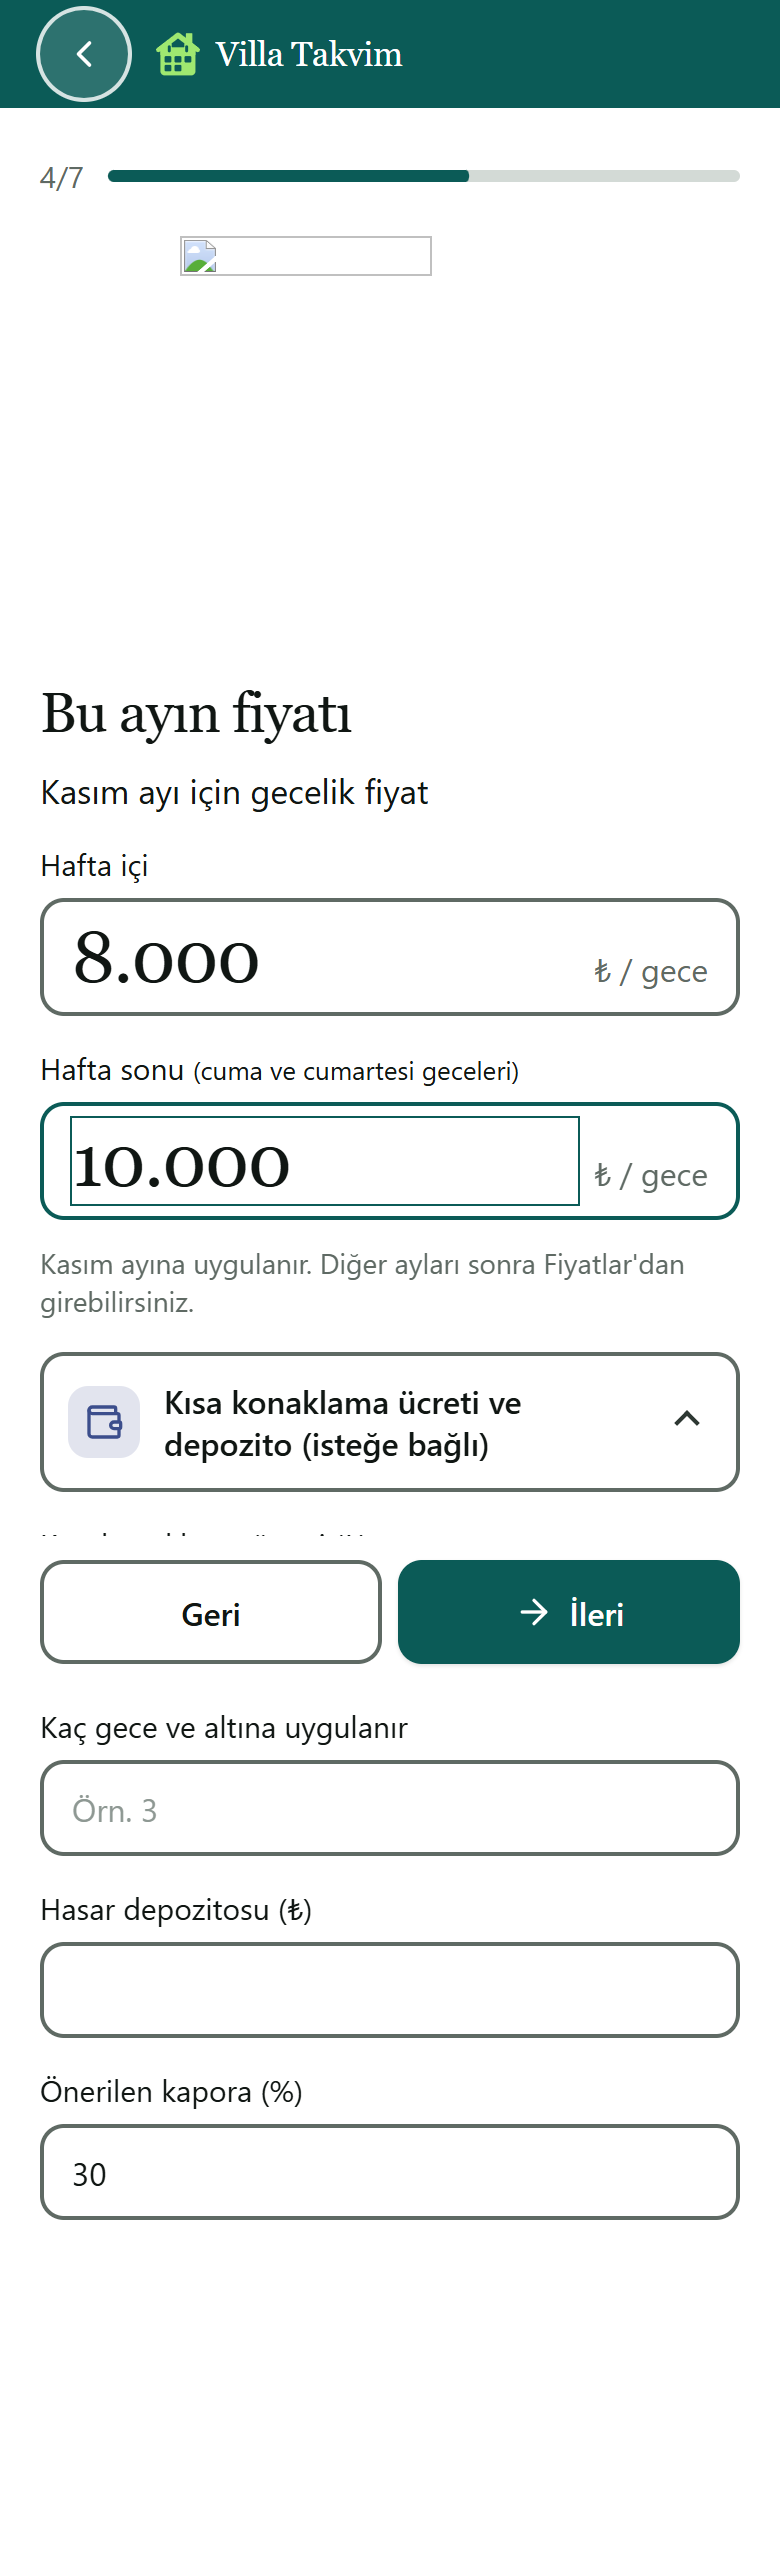 Villa Takvim
4/7
Bu ayın fiyatı
Kasım ayı için gecelik fiyat
Hafta içi
8.000 ₺ / gece
Hafta sonu (cuma ve cumartesi geceleri)
10.000 ₺ / gece
Kasım ayına uygulanır. Diğer ayları sonra Fiyatlar'dan
girebilirsiniz.
Kısa konaklama ücreti ve
depozito (isteğe bağlı)
Geri
İleri
Kaç gece ve altına uygulanır
Örn. 3
Hasar depozitosu (₺)
Önerilen kapora (%)
30